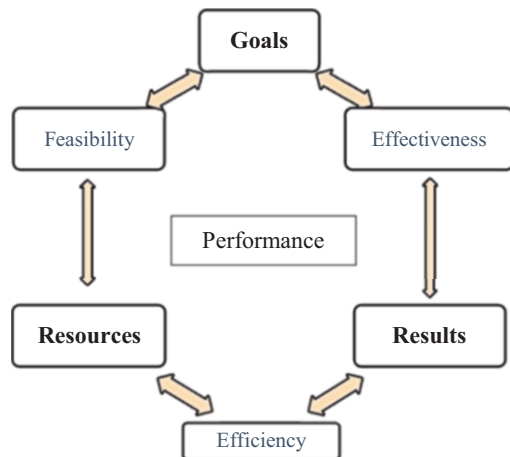 Goals
Feasibility
Effectiveness
Performance
Resources
Results
Efficiency